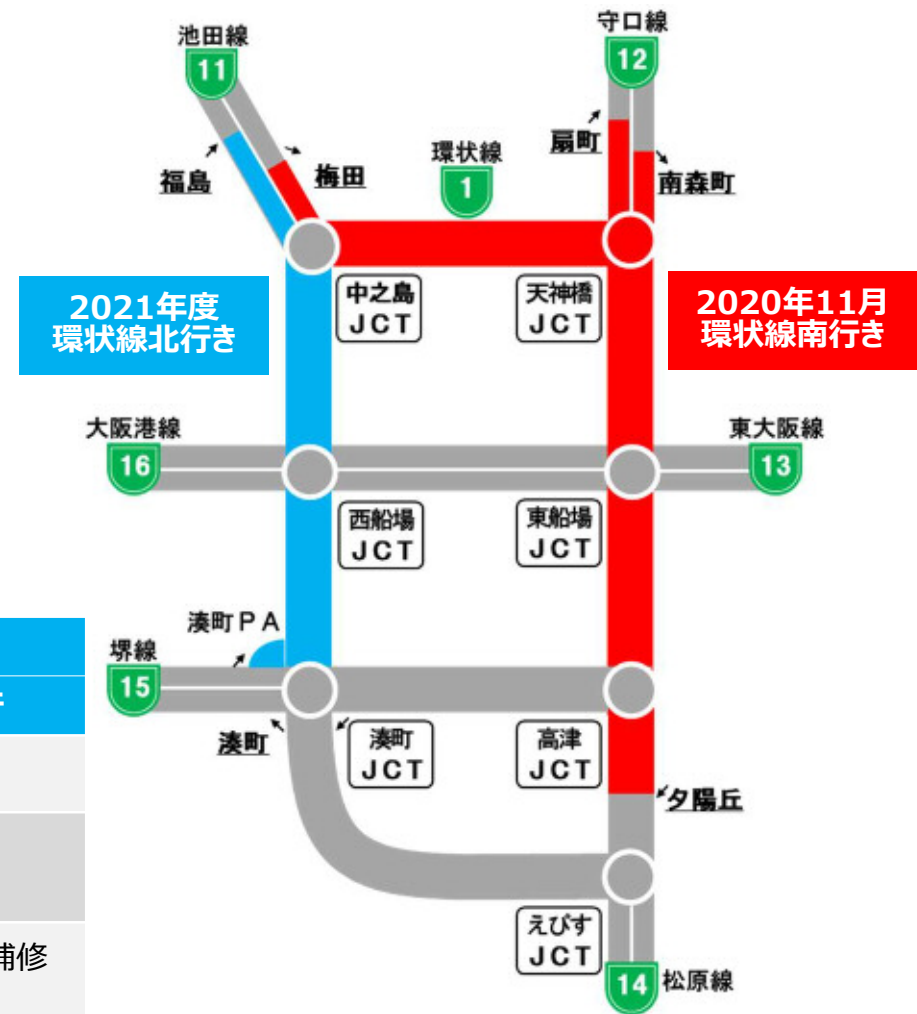 池田線
11
守口線
12
扇町
福島
梅田
環状線
1
南森町
2021年度
環状線北行き
中之島
JCT
天神橋
JCT
2020年11月
環状線南行き
大阪港線
16
東大阪線
13
西船場
JCT
東船場
JCT
湊町PA
堺線
15
湊町
湊町
JCT
高津
JCT
夕陽丘
補修
えびす
JCT
14
松原線